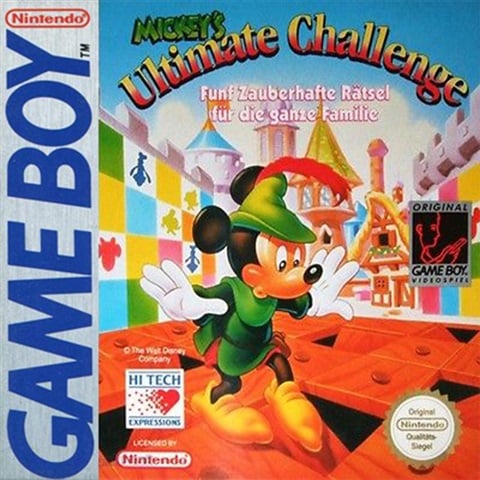 Nintendo
GAME BOY
TM
MICKEY'S
Ultimate Challenge
Fünf Zauberhafte Rätsel
für die ganze Familie
ORIGINAL
GAME BOY
VIDEOSPIEL
© The Walt Disney
Company
HI TECH
EXPRESSIONS
LICENSED BY
Nintendo
Original
Nintendo
Qualitäts-
Siegel